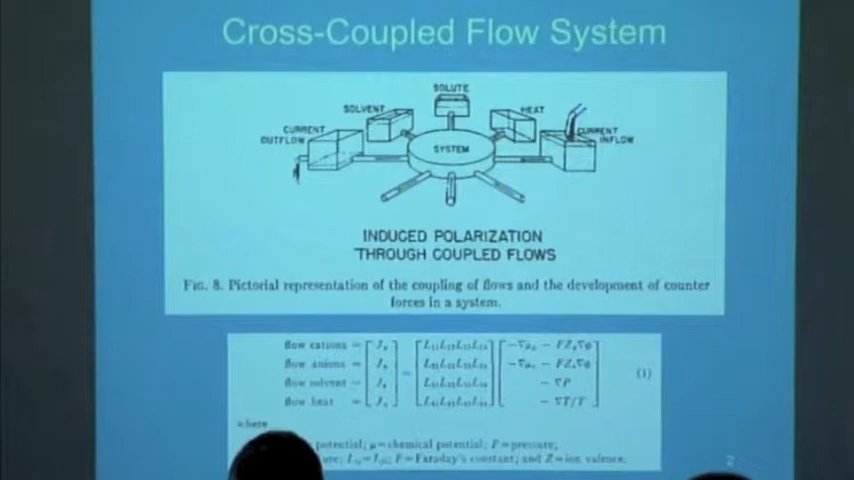 Cross-Coupled Flow System
SOLUTE
SOLVENT
HEAT
CURRENT
OUTFLOW
CURRENT
INFLOW
SYSTEM
INDUCED POLARIZATION
THROUGH COUPLED FLOWS
FIG. 8. Pictorial representation of the coupling of flows and the development of counter
forces in a system.
flow cations =
flow anions =
flow solvent =
flow heat =
(1)
where
potential; μ=chemical potential; P=pressure;
F=Faraday's constant; and Z=ion valence.
2